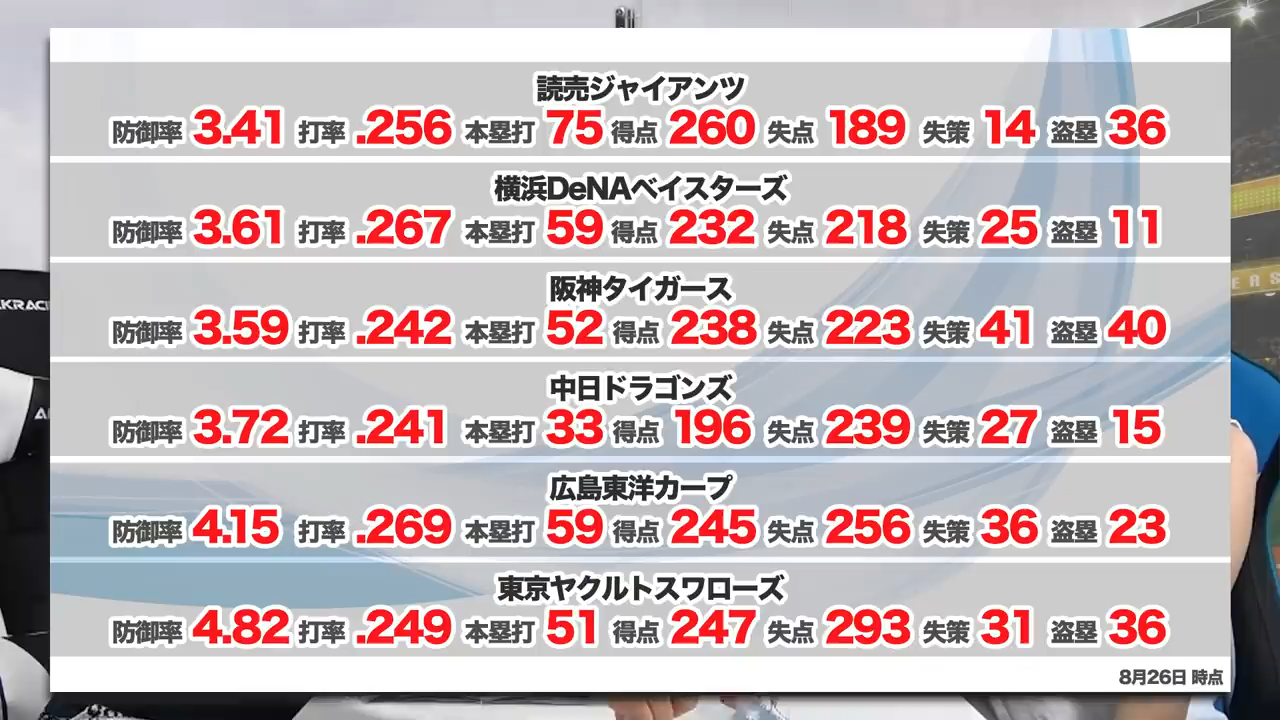 読売ジャイアンツ
防御率 3.41 打率 .256 本塁打 75 得点 260 失点 189 失策 14 盗塁 36
横浜DeNAベイスターズ
防御率 3.61 打率 .267 本塁打 59 得点 232 失点 218 失策 25 盗塁 11
阪神タイガース
防御率 3.59 打率 .242 本塁打 52 得点 238 失点 223 失策 41 盗塁 40
中日ドラゴンズ
防御率 3.72 打率 .241 本塁打 33 得点 196 失点 239 失策 27 盗塁 15
広島東洋カープ
防御率 4.15 打率 .269 本塁打 59 得点 245 失点 256 失策 36 盗塁 23
東京ヤクルトスワローズ
防御率 4.82 打率 .249 本塁打 51 得点 247 失点 293 失策 31 盗塁 36
8月26日 時点